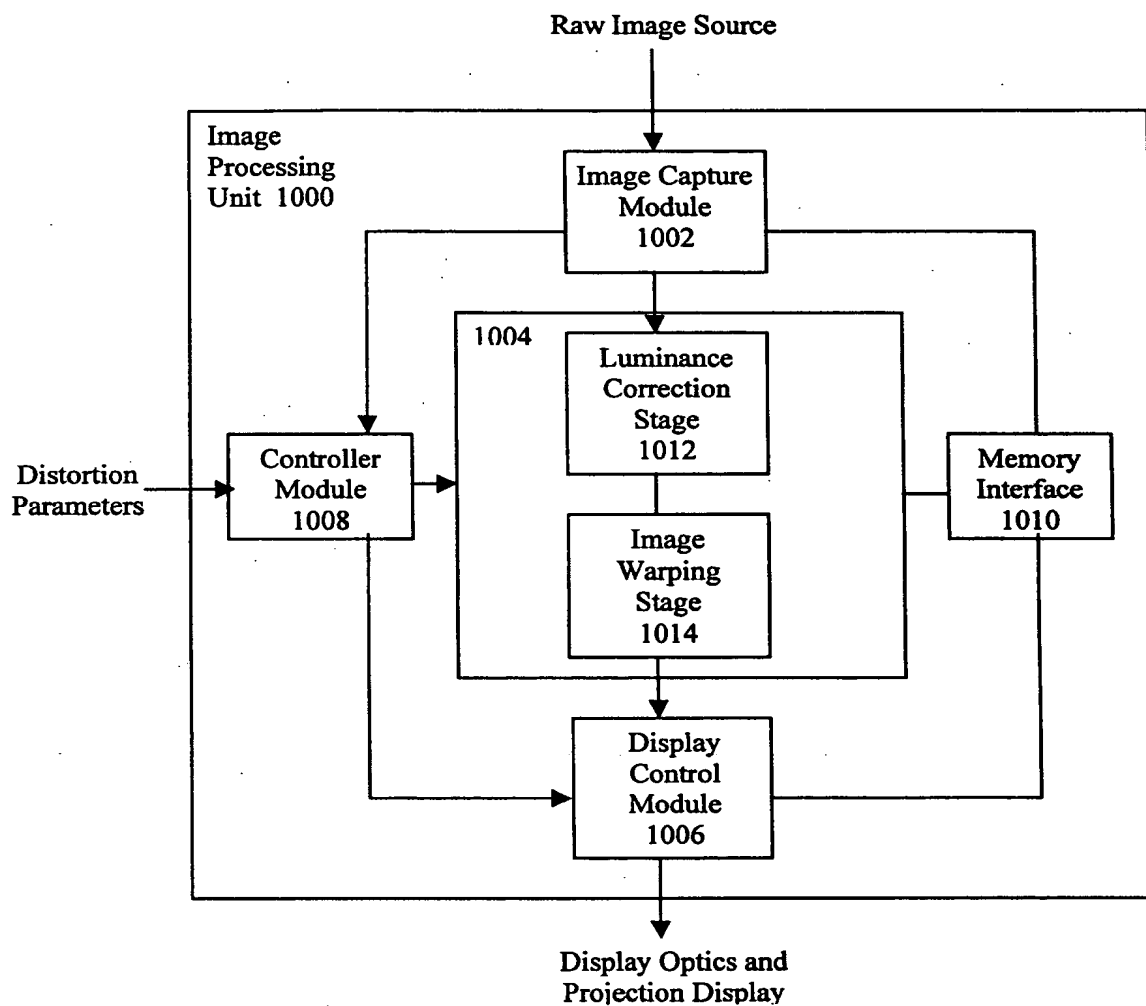 Raw Image Source
Image
Processing
Unit 1000
Image Capture
Module
1002
1004
Luminance
Correction
Stage
1012
Distortion
Parameters
Controller
Module
1008
Memory
Interface
1010
Image
Warping
Stage
1014
Display
Control
Module
1006
Display Optics and
Projection Display